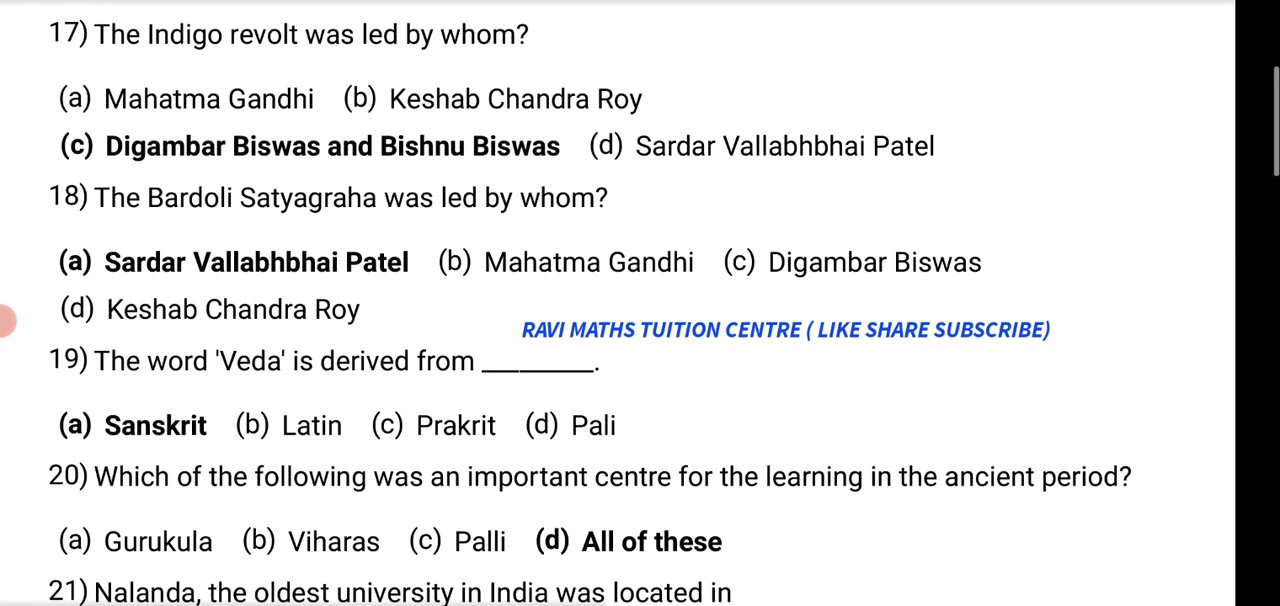 17) The Indigo revolt was led by whom?
(a) Mahatma Gandhi (b) Keshab Chandra Roy
(c) Digambar Biswas and Bishnu Biswas (d) Sardar Vallabhbhai Patel
18) The Bardoli Satyagraha was led by whom?
(a) Sardar Vallabhbhai Patel (b) Mahatma Gandhi (c) Digambar Biswas
(d) Keshab Chandra Roy
RAVI MATHS TUITION CENTRE ( LIKE SHARE SUBSCRIBE)
19) The word 'Veda' is derived from ________.
(a) Sanskrit (b) Latin (c) Prakrit (d) Pali
20) Which of the following was an important centre for the learning in the ancient period?
(a) Gurukula (b) Viharas (c) Palli (d) All of these
21) Nalanda, the oldest university in India was located in